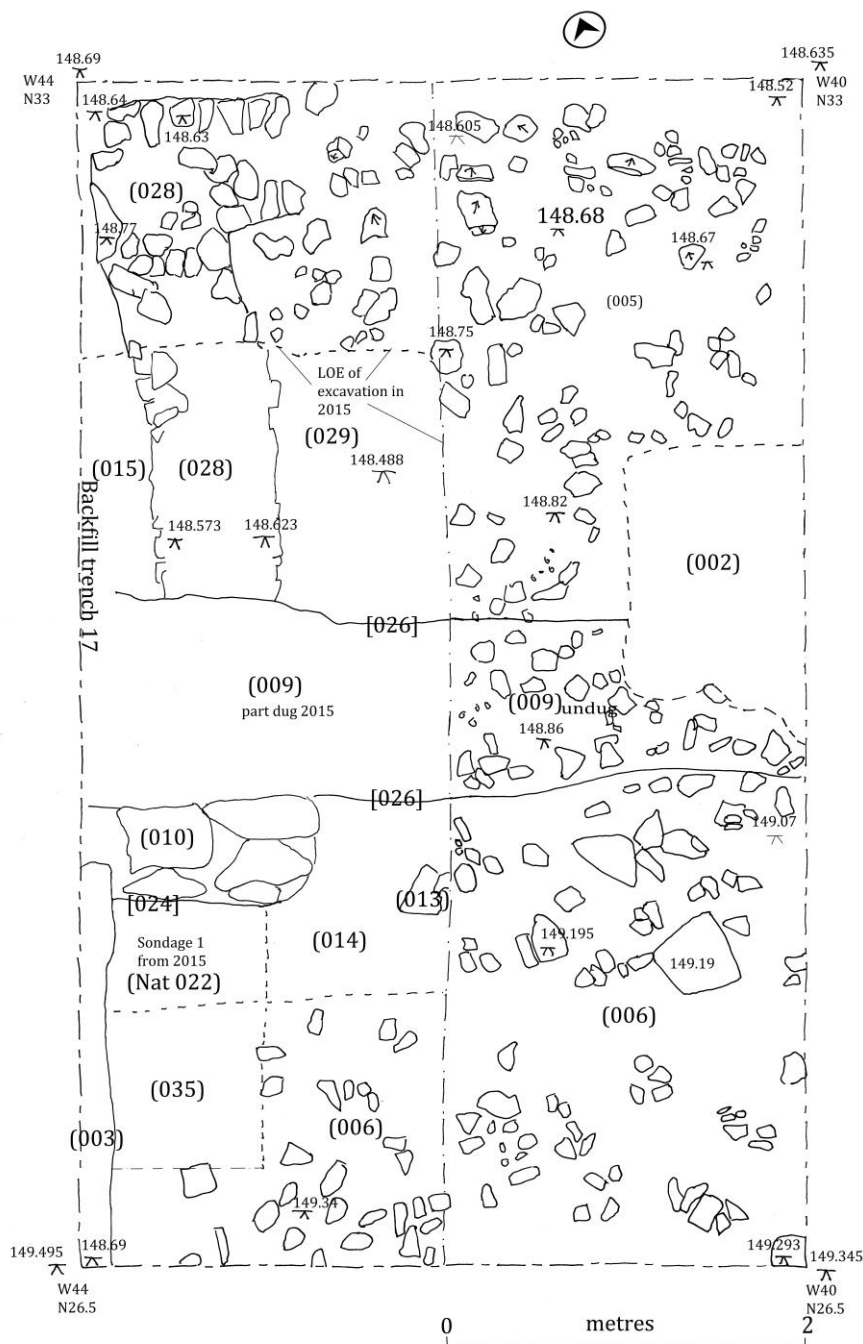 148.69
148.635
W44
N33
W40
N33
148.64
148.52
148.63
148.605
(028)
148.77
148.68
148.67
(005)
148.75
LOE of
excavation in
2015
(029)
(015)
(028)
148.488
148.82
148.573
148.623
(002)
Backfill trench 17
[026]
(009)
part dug 2015
(009)
undug
148.86
[026]
(010)
149.07
[024]
(013)
Sondage 1
from 2015
(014)
149.195
149.19
(Nat 022)
(006)
(035)
(003)
(006)
149.34
149.495
148.69
149.293
149.345
W44
N26.5
W40
N26.5
0
metres
2